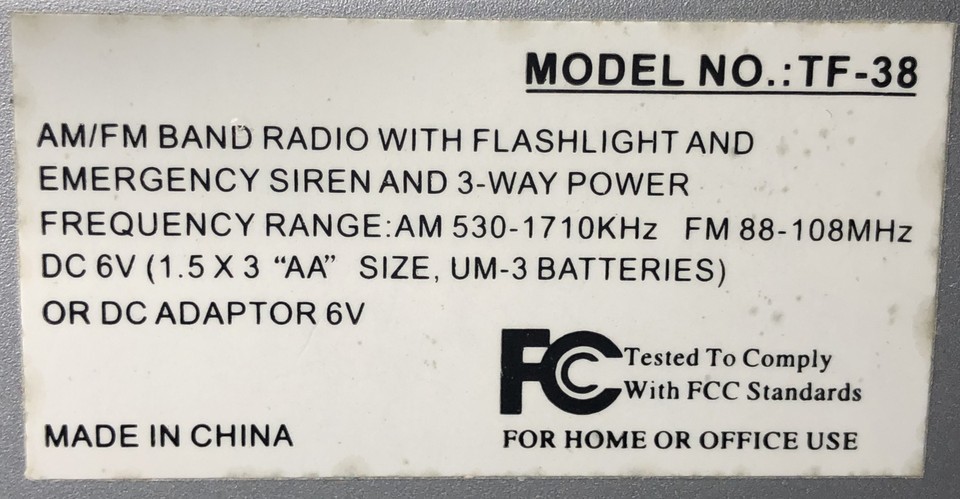 MODEL NO.:TF-38
AM/FM BAND RADIO WITH FLASHLIGHT AND
EMERGENCY SIREN AND 3-WAY POWER
FREQUENCY RANGE:AM 530-1710KHz FM 88-108MHz
DC 6V (1.5 X 3 “AA” SIZE, UM-3 BATTERIES)
OR DC ADAPTOR 6V
FC Tested To Comply
With FCC Standards
MADE IN CHINA
FOR HOME OR OFFICE USE